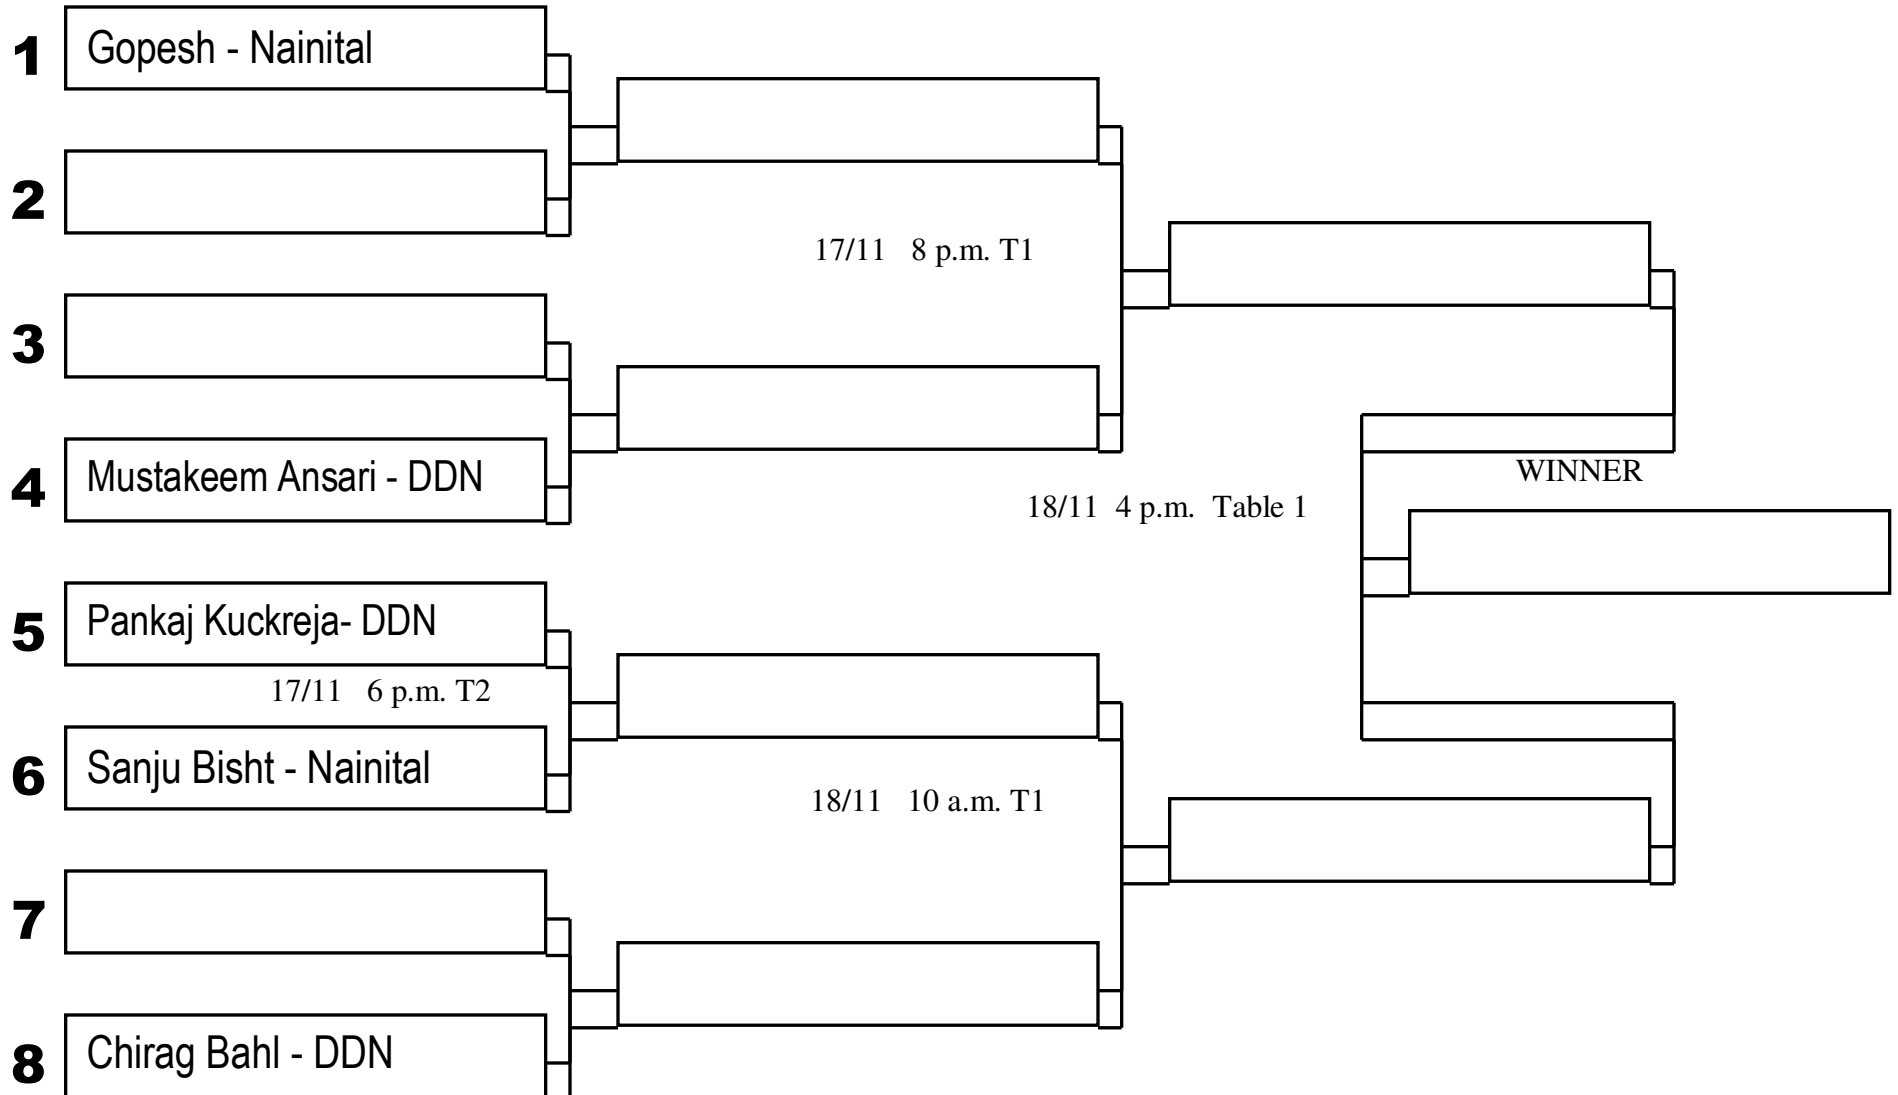 1 Gopesh - Nainital
2
17/11 8 p.m. T1
3
4 Mustakeem Ansari - DDN
WINNER
18/11 4 p.m. Table 1
5 Pankaj Kuckreja- DDN
17/11 6 p.m. T2
6 Sanju Bisht - Nainital
18/11 10 a.m. T1
7
8 Chirag Bahl - DDN